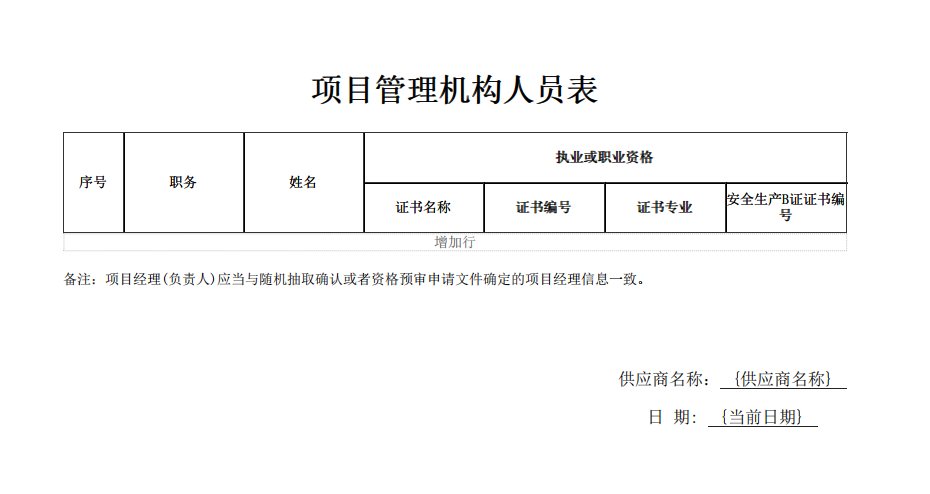 项目管理机构人员表
序号 职务 姓名 执业或职业资格
证书名称 证书编号 证书专业 安全生产B证证书编
号
增加行
备注：项目经理(负责人)应当与随机抽取确认或者资格预审申请文件确定的项目经理信息一致。
供应商名称： {供应商名称}
日 期： {当前日期}